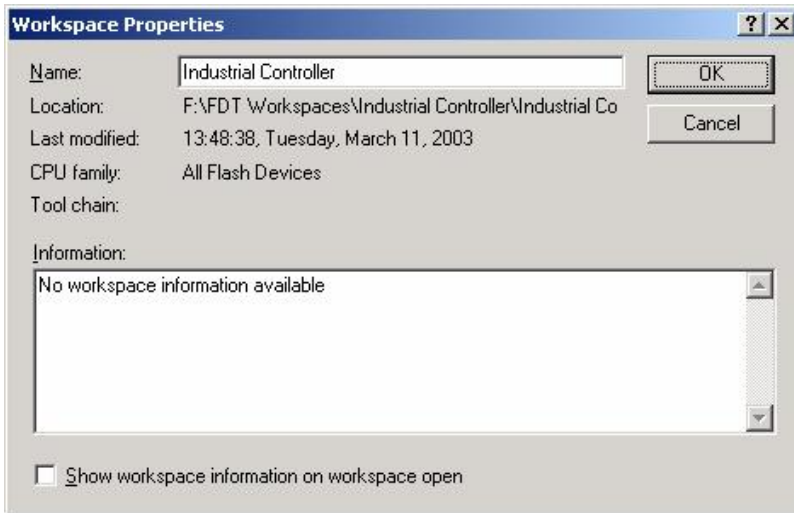 Workspace Properties
Name: Industrial Controller OK
Location: F:\FDT Workspaces\Industrial Controller\Industrial Co
Last modified: 13:48:38, Tuesday, March 11, 2003 Cancel
CPU family: All Flash Devices
Tool chain:
Information:
No workspace information available
Show workspace information on workspace open